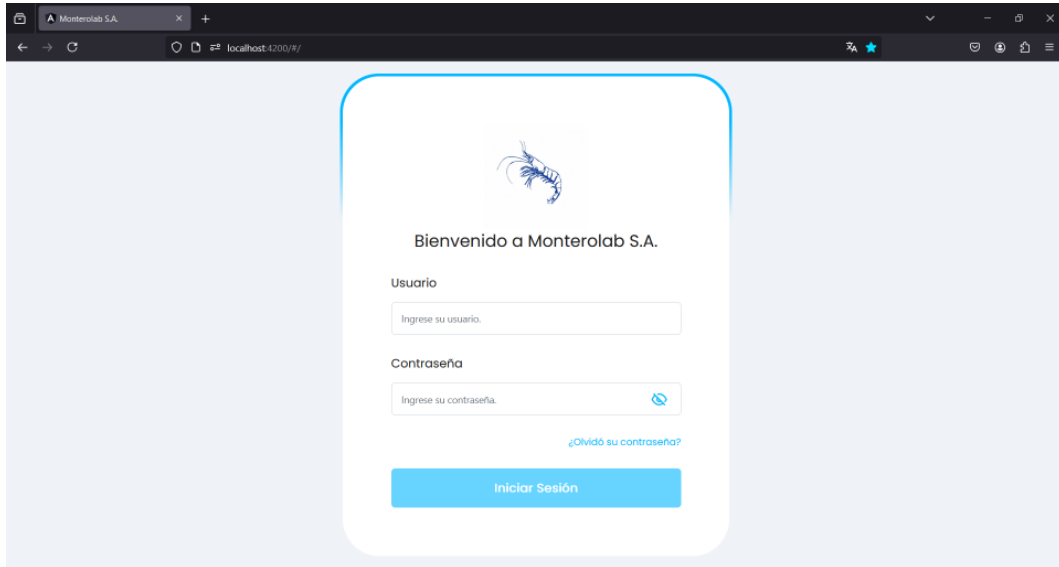 Monterolab S.A.
localhost:4200/#/
Bienvenido a Monterolab S.A.
Usuario
Ingrese su usuario.
Contraseña
Ingrese su contraseña.
¿Olvidó su contraseña?
Iniciar Sesión